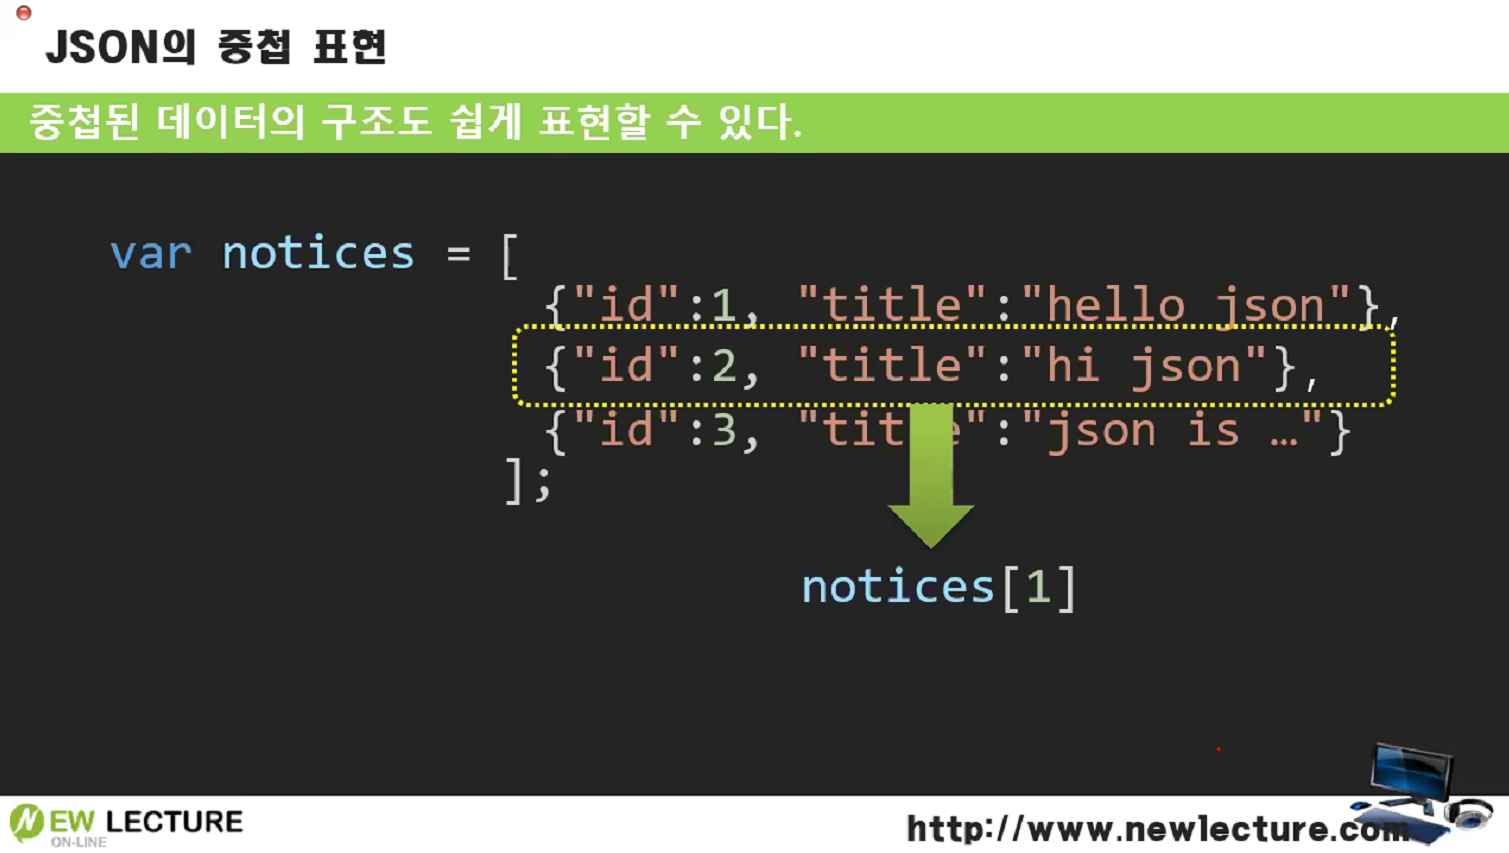 JSON의 중첩 표현
중첩된 데이터의 구조도 쉽게 표현할 수 있다.
var notices = [
{"id":1, "title":"hello json"},
{"id":2, "title":"hi json"},
{"id":3, "title":"json is …"}
];
notices[1]
NEW LECTURE
ON-LINE
http://www.newlecture.com